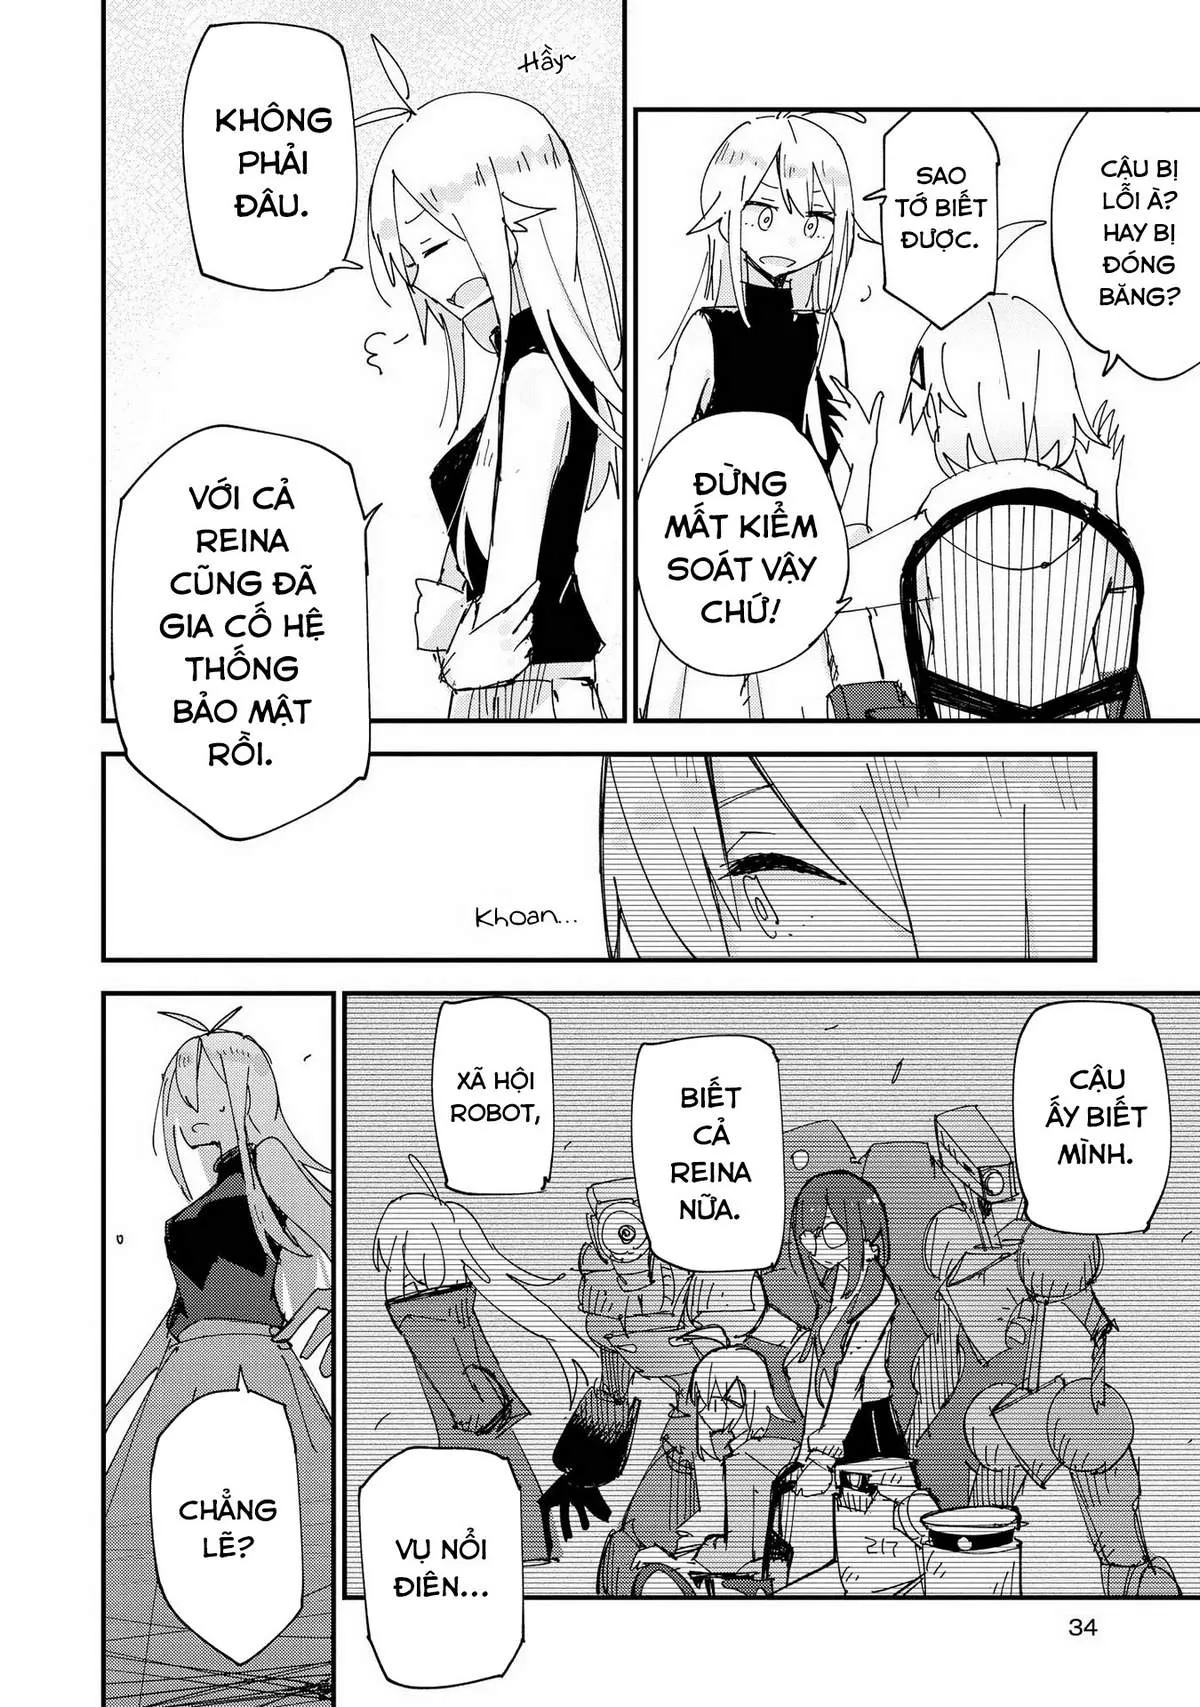 CẬU BỊ
LỖI À?
HAY BỊ
ĐÓNG
BĂNG?
SAO
TỚ BIẾT
ĐƯỢC.
ĐỪNG
MẤT KIỂM
SOÁT VẬY
CHỨ!
Hầy~
KHÔNG
PHẢI
ĐÂU.
VỚI CẢ
REINA
CŨNG ĐÃ
GIA CỐ HỆ
THỐNG
BẢO MẬT
RỒI.
Khoan...
CẬU
ẤY BIẾT
MÌNH.
BIẾT
CẢ
REINA
NỮA.
XÃ HỘI
ROBOT,
VỤ NỔI
ĐIÊN...
217
CHẲNG
LẼ?
34